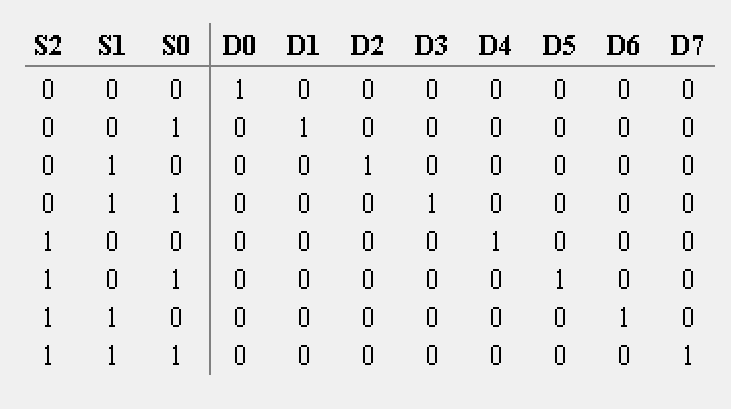 S2 S1 S0 D0 D1 D2 D3 D4 D5 D6 D7
0 0 0 1 0 0 0 0 0 0 0
0 0 1 0 1 0 0 0 0 0 0
0 1 0 0 0 1 0 0 0 0 0
0 1 1 0 0 0 1 0 0 0 0
1 0 0 0 0 0 0 1 0 0 0
1 0 1 0 0 0 0 0 1 0 0
1 1 0 0 0 0 0 0 0 1 0
1 1 1 0 0 0 0 0 0 0 1